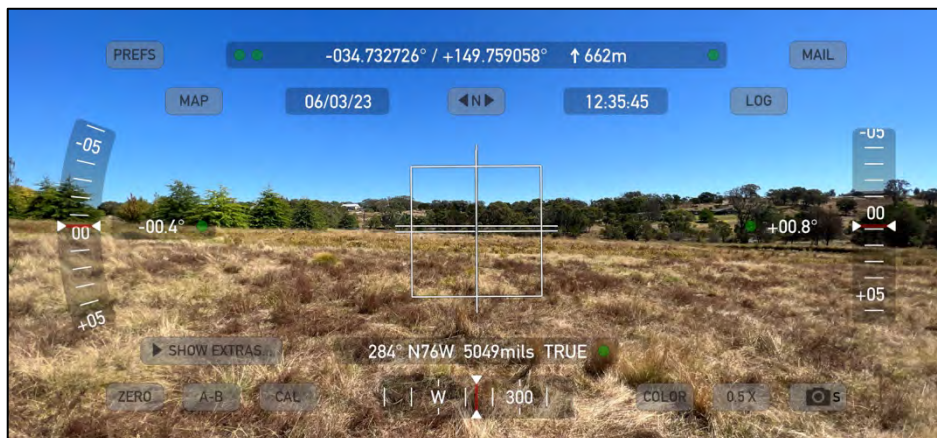 PREFS -034.732726° / +149.759058° ↑ 662m MAIL
MAP 06/03/23 ◀N▶ 12:35:45 LOG
-05 -05
00 -00.4° +00.8° 00
+05 +05
▶ SHOW EXTRAS... 284° N76W 5049mils TRUE
ZERO A-B CAL W 300 COLOR 0.5 X S